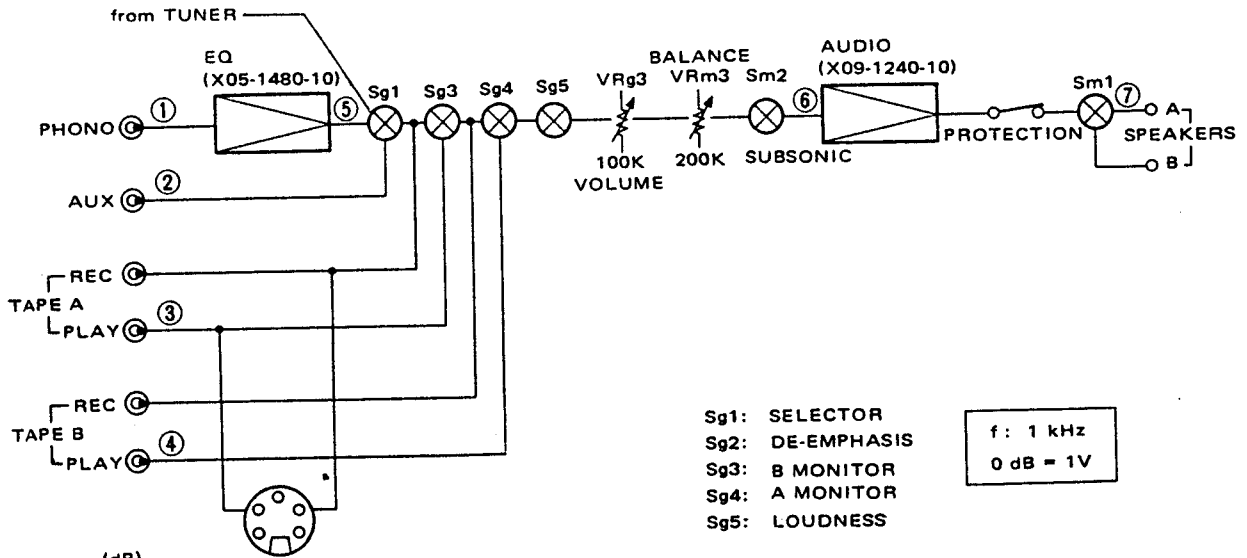 from TUNER
EQ
(X05-1480-10)
PHONO
①
⑤
Sg1
Sg3
Sg4
Sg5
VRg3
100K
VOLUME
BALANCE
VRm3
200K
Sm2
SUBSONIC
⑥
AUDIO
(X09-1240-10)
PROTECTION
Sm1
⑦
A
SPEAKERS
B
AUX
②
REC
TAPE A
PLAY
③
REC
TAPE B
PLAY
④
Sg1: SELECTOR
Sg2: DE-EMPHASIS
Sg3: B MONITOR
Sg4: A MONITOR
Sg5: LOUDNESS
f: 1 kHz
0 dB = 1V
(dB)